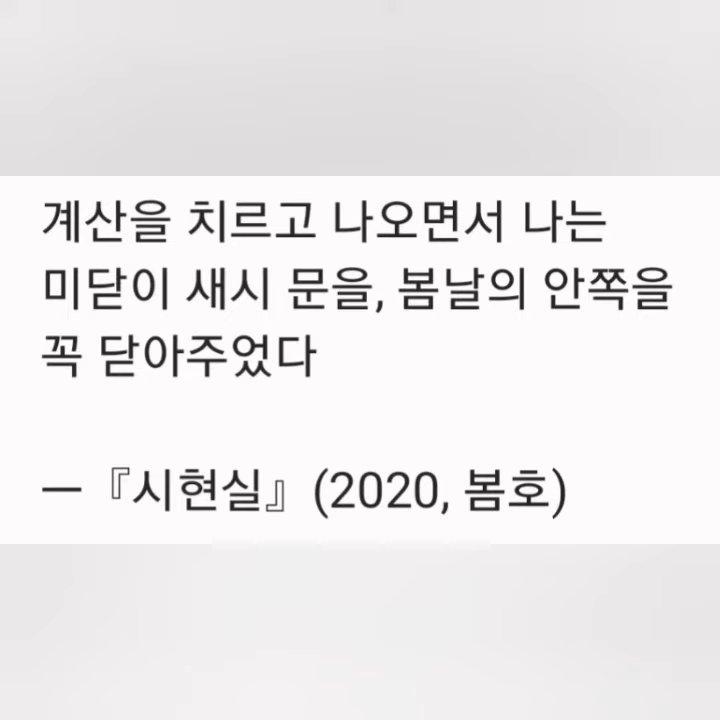 계산을 치르고 나오면서 나는
미닫이 새시 문을, 봄날의 안쪽을
꼭 닫아주었다
ㅡ『시현실』(2020, 봄호)